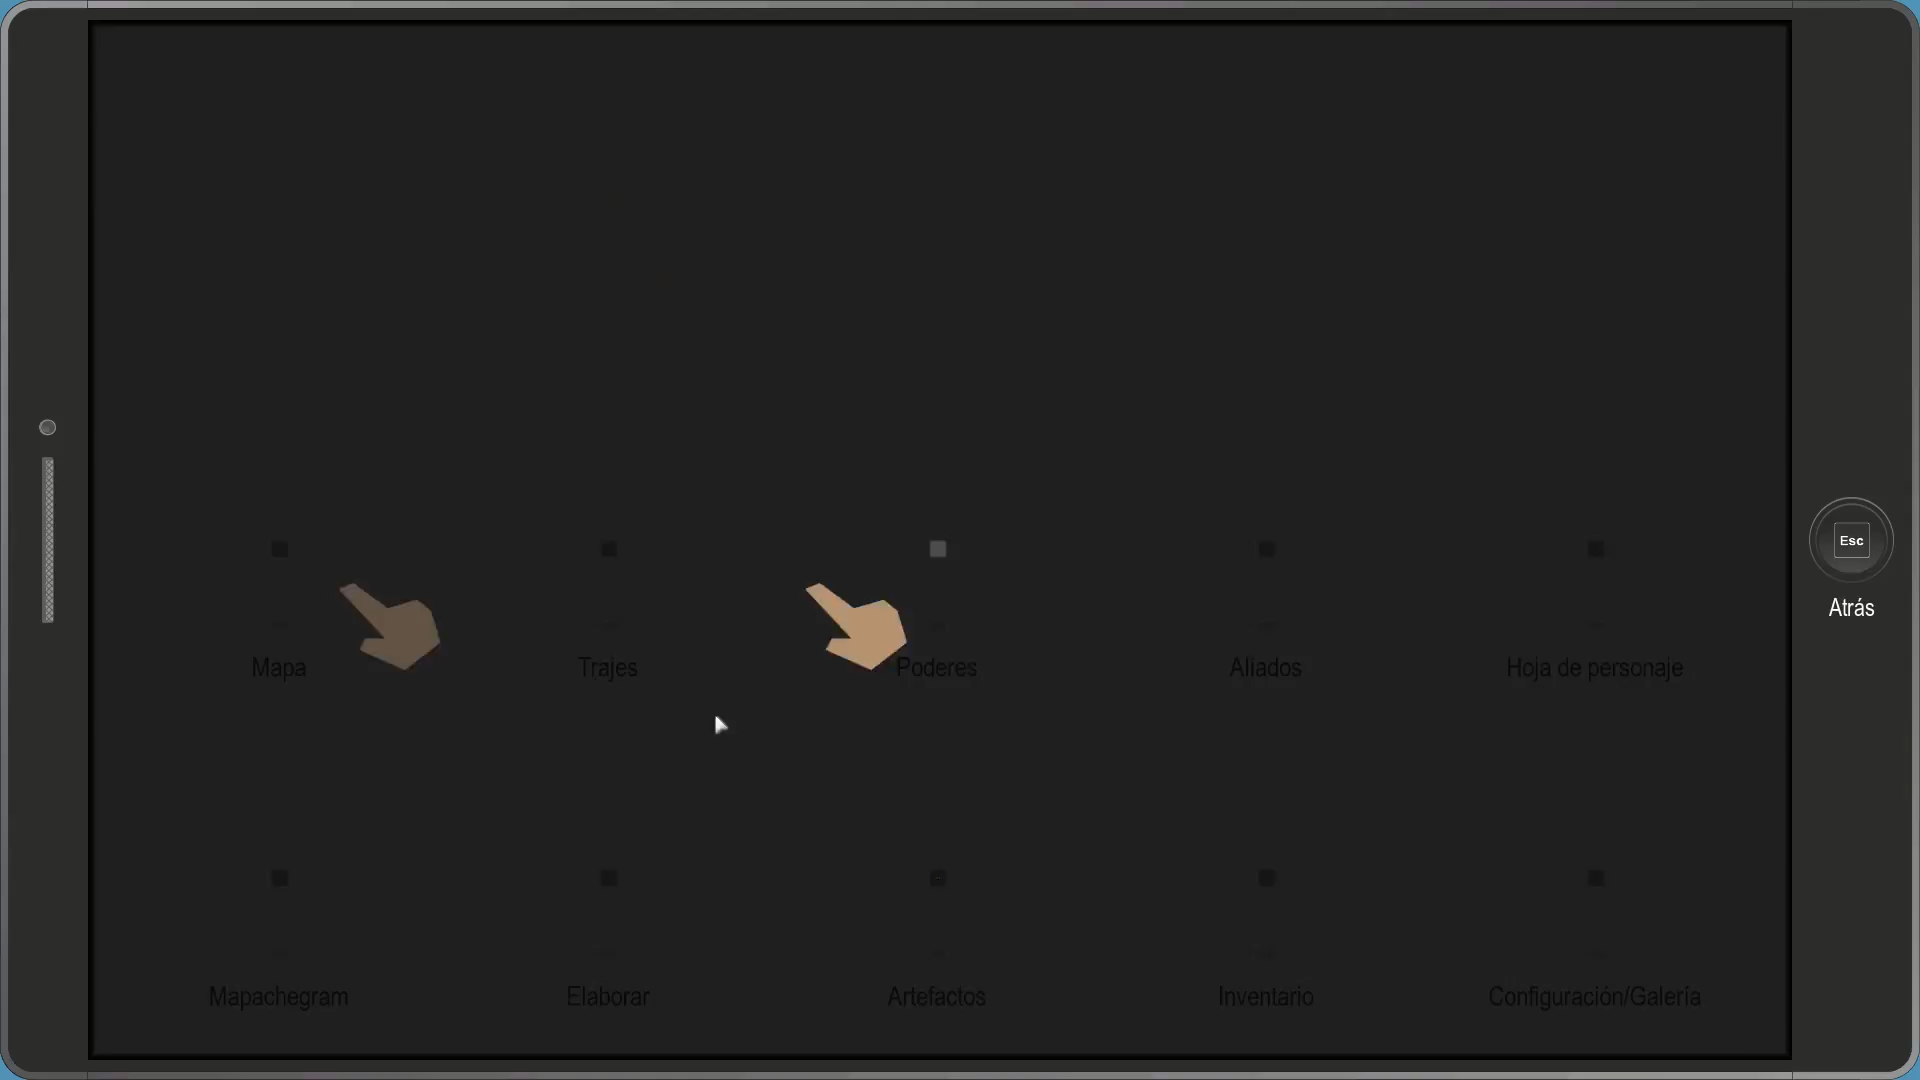 Esc
Atrás
Mapa
Trajes
Poderes
Aliados
Hoja de personaje
Mapachegram
Elaborar
Artefactos
Inventario
Configuración/Galería